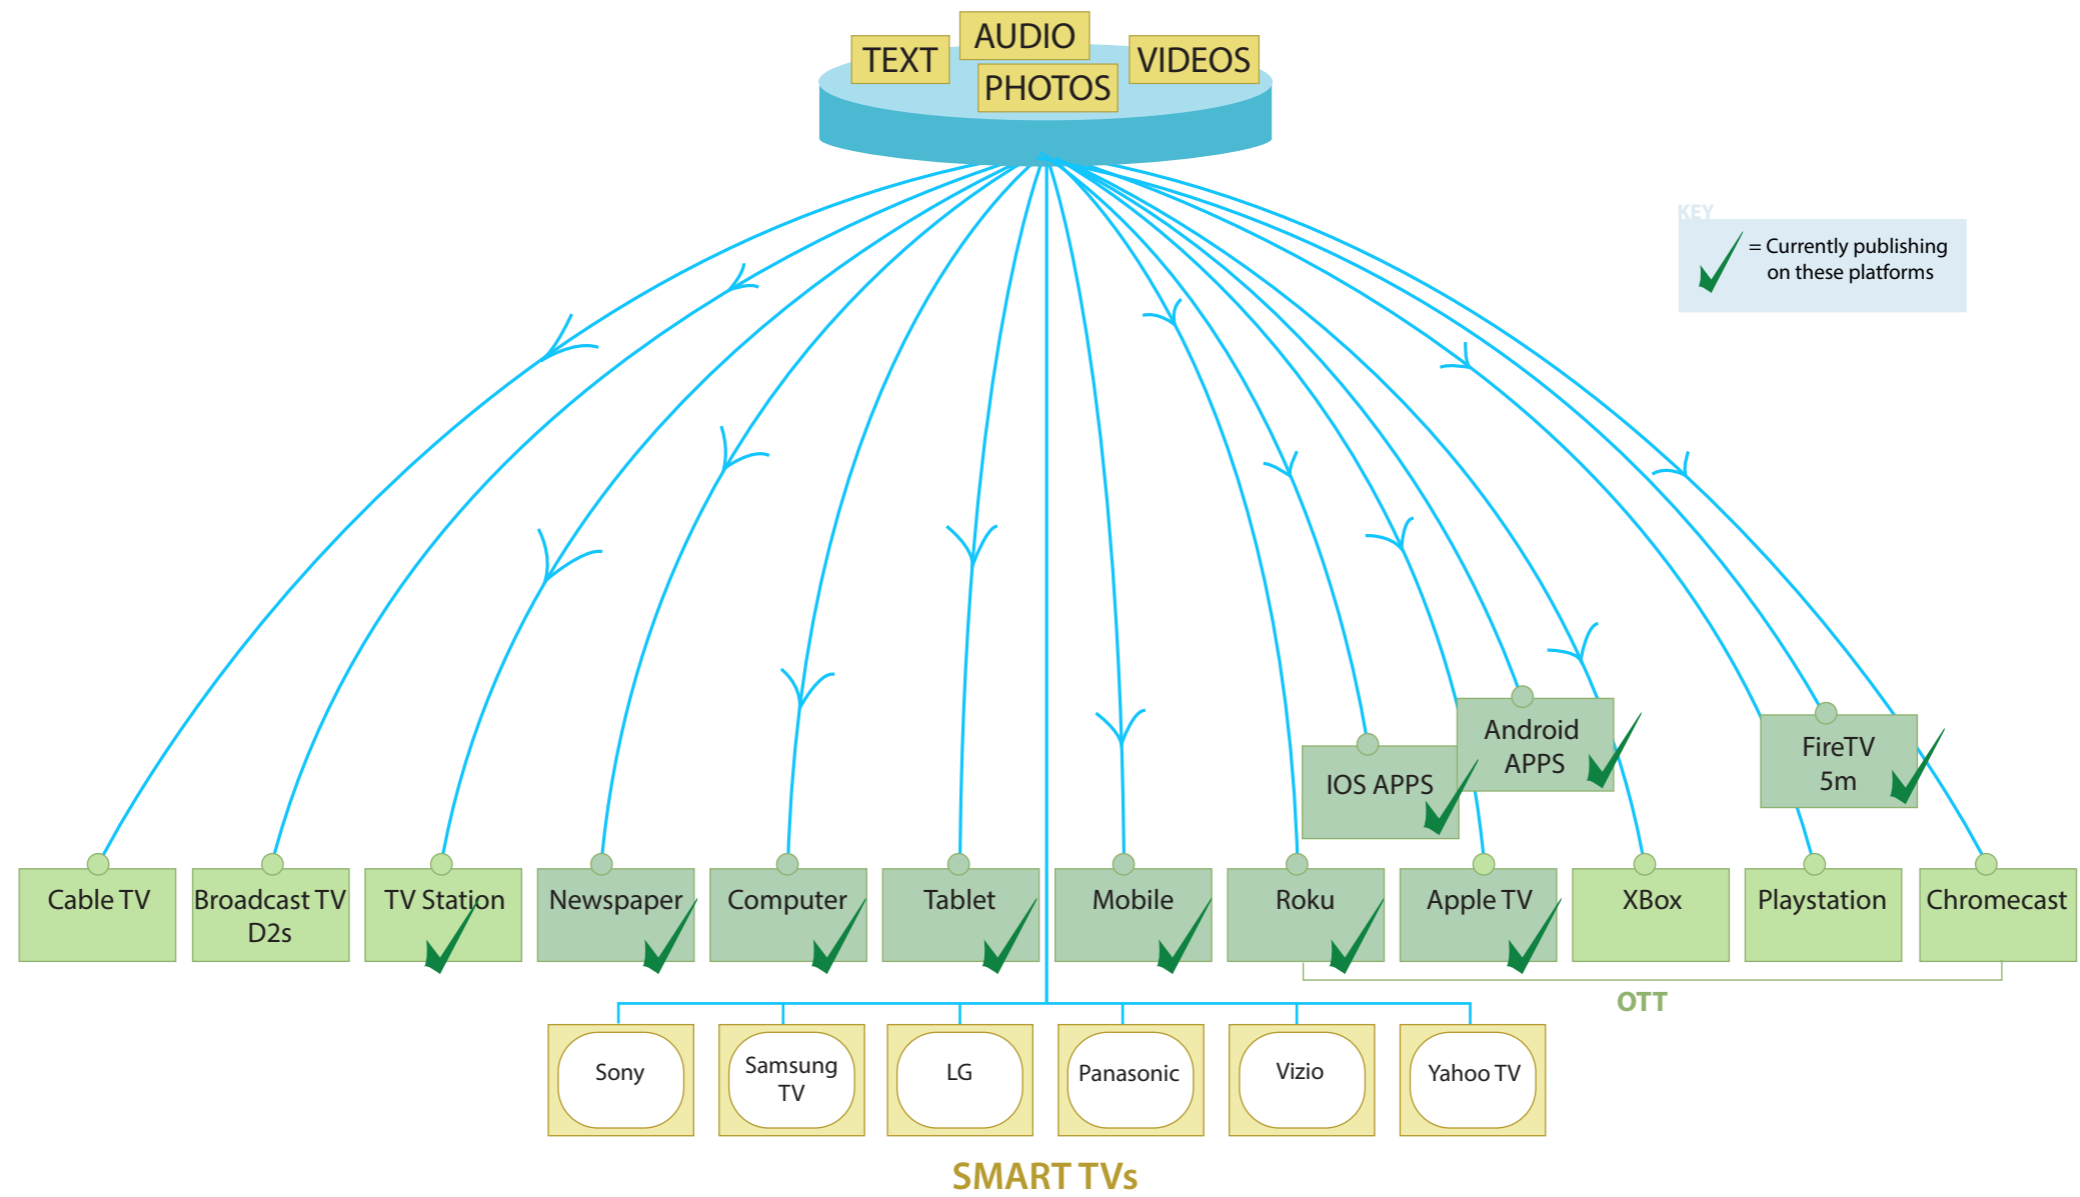 AUDIO
TEXT
VIDEOS
PHOTOS
KEY
= Currently publishing
on these platforms
Android
APPS
FireTV
5m
IOS APPS
Cable TV
Broadcast TV
D2s
TV Station
Newspaper
Computer
Tablet
Mobile
Roku
Apple TV
XBox
Playstation
Chromecast
OTT
Sony
Samsung
TV
LG
Panasonic
Vizio
Yahoo TV
SMART TVs